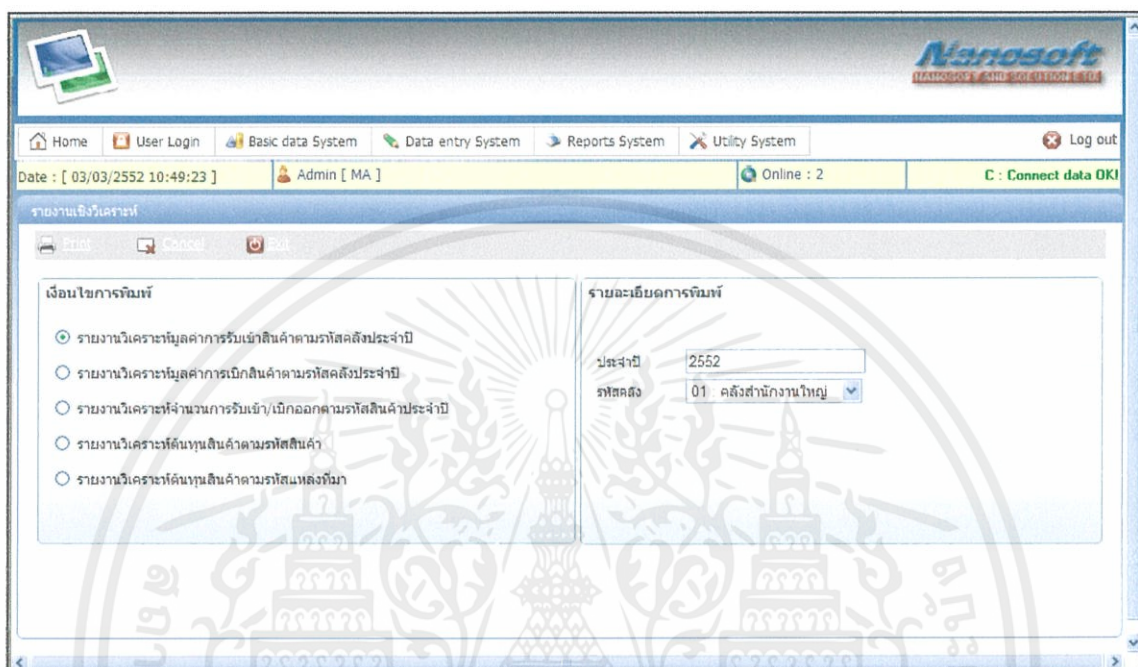 Nanosoft
NANOSOFT AND SOLUTION LTD
Home User Login Basic data System Data entry System Reports System Utility System Log out
Date : [ 03/03/2552 10:49:23 ] Admin [ MA ] Online : 2 C : Connect data OK!
รายงานเชิงวิเคราะห์
Print Cancel Exit
เงื่อนไขการพิมพ์
รายงานวิเคราะห์มูลค่าการรับเข้าสินค้าตามรหัสคลังประจำปี
รายงานวิเคราะห์มูลค่าการเบิกสินค้าตามรหัสคลังประจำปี
รายงานวิเคราะห์จำนวนการรับเข้า/เบิกออกตามรหัสสินค้าประจำปี
รายงานวิเคราะห์ต้นทุนสินค้าตามรหัสสินค้า
รายงานวิเคราะห์ต้นทุนสินค้าตามรหัสแหล่งที่มา
รายละเอียดการพิมพ์
ประจำปี 2552
รหัสคลัง 01 : คลังสำนักงานใหญ่